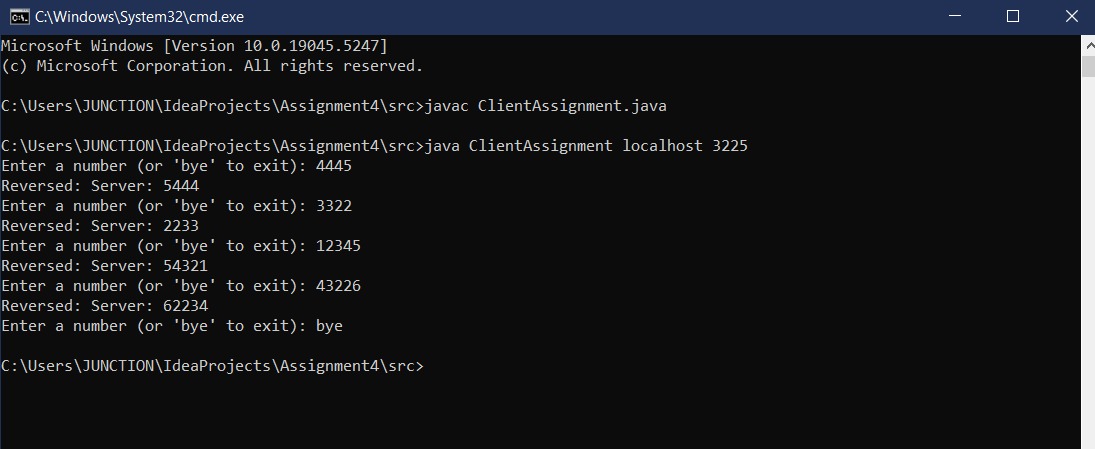 C:\Windows\System32\cmd.exe
Microsoft Windows [Version 10.0.19045.5247]
(c) Microsoft Corporation. All rights reserved.
C:\Users\JUNCTION\IdeaProjects\Assignment4\src>javac ClientAssignment.java
C:\Users\JUNCTION\IdeaProjects\Assignment4\src>java ClientAssignment localhost 3225
Enter a number (or 'bye' to exit): 4445
Reversed: Server: 5444
Enter a number (or 'bye' to exit): 3322
Reversed: Server: 2233
Enter a number (or 'bye' to exit): 12345
Reversed: Server: 54321
Enter a number (or 'bye' to exit): 43226
Reversed: Server: 62234
Enter a number (or 'bye' to exit): bye
C:\Users\JUNCTION\IdeaProjects\Assignment4\src>